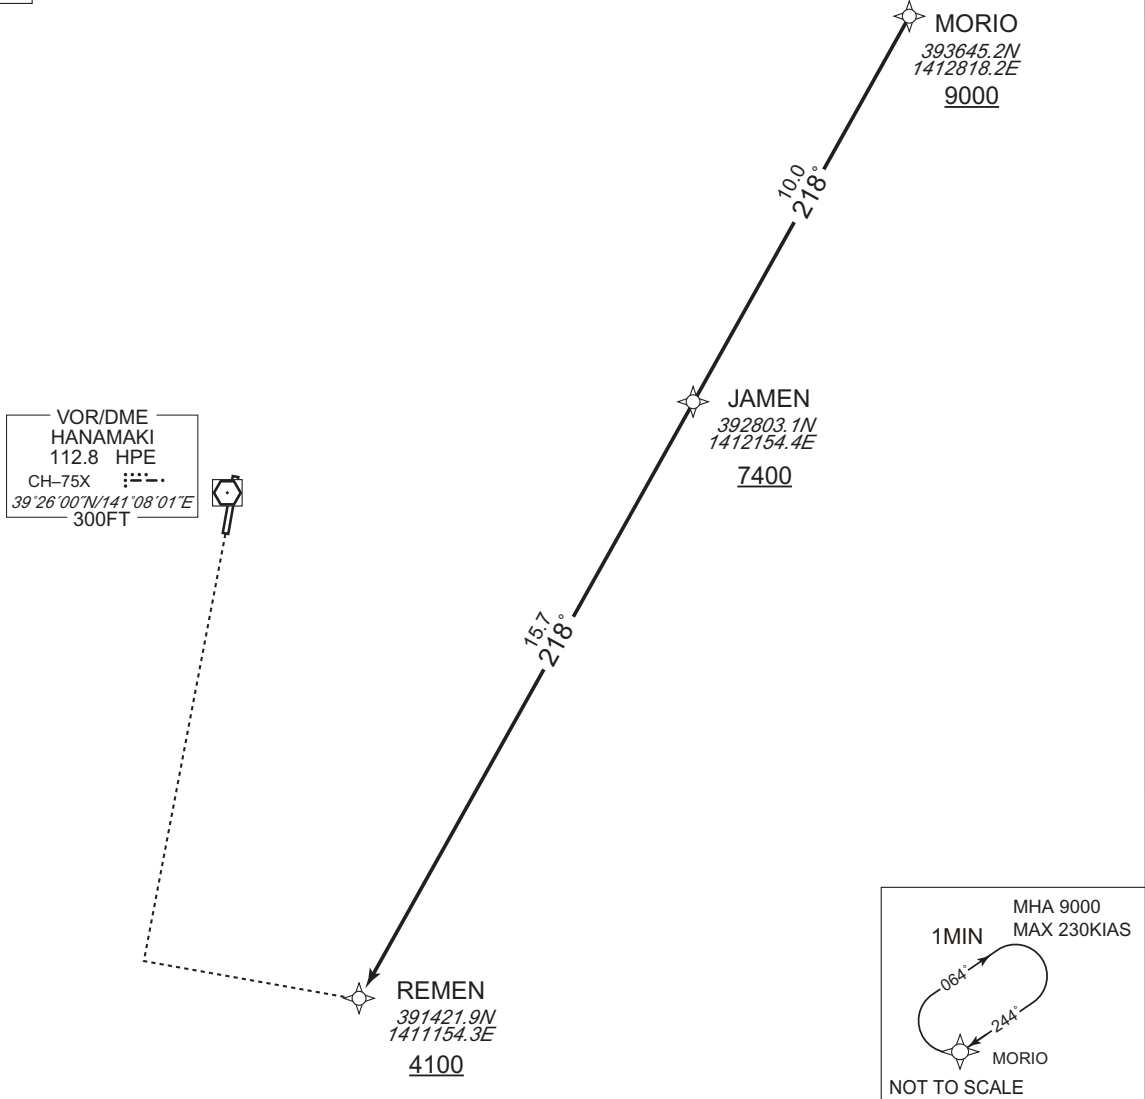 MORIO
393645.2N
1412818.2E
9000
10.0
218°
JAMEN
392803.1N
1412154.4E
7400
VOR/DME
HANAMAKI
112.8 HPE
CH–75X
39°26′00″N/141°08′01″E
300FT
15.7
218°
REMEN
391421.9N
1411154.3E
4100
MHA 9000
MAX 230KIAS
1MIN
064°
244°
MORIO
NOT TO SCALE